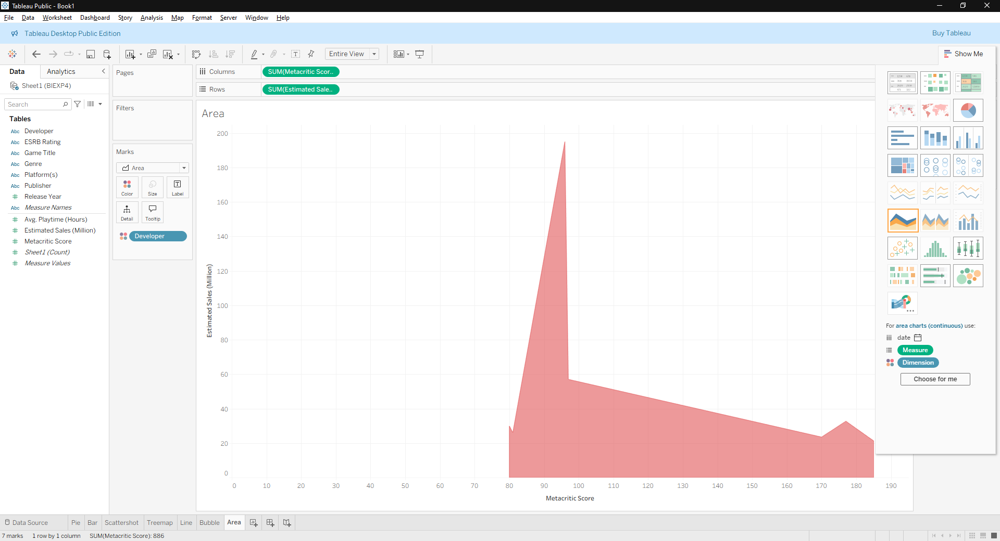 Tableau Public - Book1
File Data Worksheet Dashboard Story Analysis Map Format Server Window Help
Tableau Desktop Public Edition
Buy Tableau
Entire View
Show Me
Data Analytics
Sheet1 (BIEXP4)
Search
Tables
Abc Developer
Abc ESRB Rating
Abc Game Title
Abc Genre
Abc Platform(s)
Abc Publisher
Release Year
Abc Measure Names
Avg. Playtime (Hours)
Estimated Sales (Million)
Metacritic Score
Sheet1 (Count)
Measure Values
Pages
Filters
Marks
Area
Color Size Label
Detail Tooltip
Developer
Columns SUM(Metacritic Scor..
Rows SUM(Estimated Sale..
Area
200
180
160
140
120
100
80
60
40
20
0
Estimated Sales (Million)
0 10 20 30 40 50 60 70 80 90 100 110 120 130 140 150 160 170 180 190
Metacritic Score
For area charts (continuous) use:
date
Measure
Dimension
Choose for me
Data Source Pie Bar Scattershot Treemap Line Bubble Area
7 marks 1 row by 1 column SUM(Metacritic Score): 886